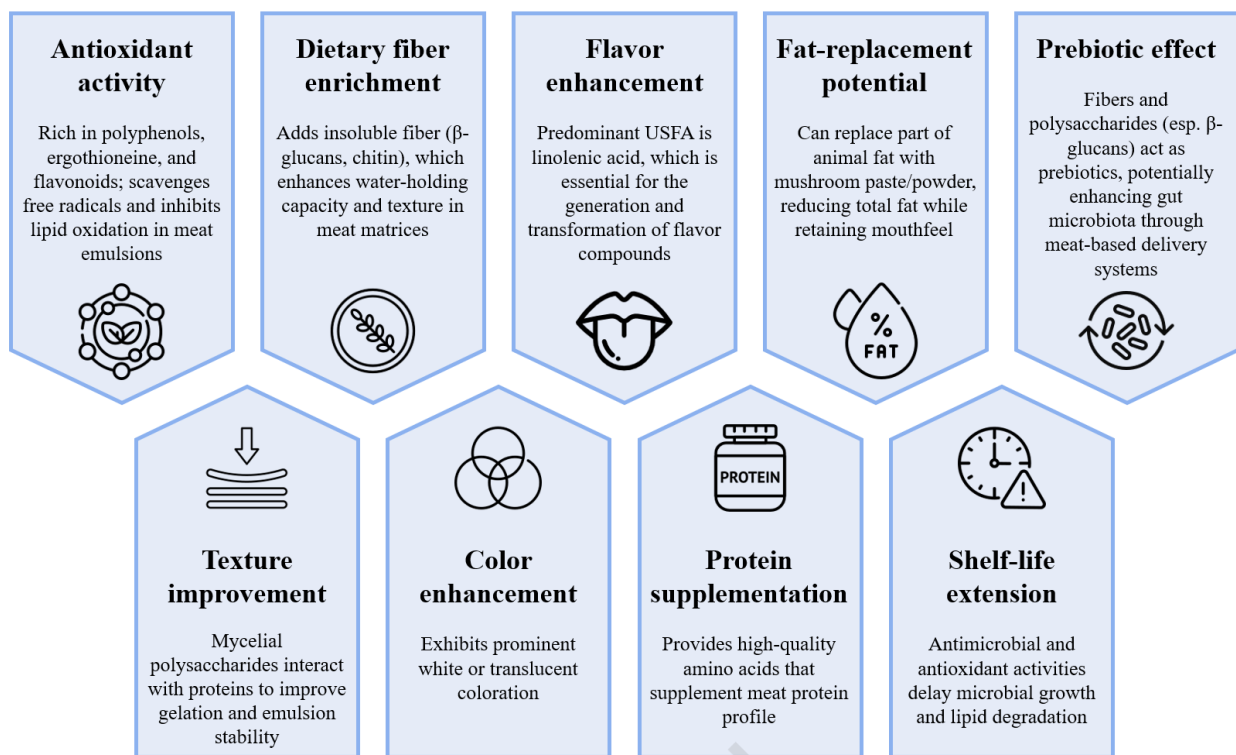 Antioxidant
activity
Rich in polyphenols,
ergothioneine, and
flavonoids; scavenges
free radicals and inhibits
lipid oxidation in meat
emulsions
Dietary fiber
enrichment
Adds insoluble fiber (β-
glucans, chitin), which
enhances water-holding
capacity and texture in
meat matrices
Flavor
enhancement
Predominant USFA is
linolenic acid, which is
essential for the
generation and
transformation of flavor
compounds
Fat-replacement
potential
Can replace part of
animal fat with
mushroom paste/powder,
reducing total fat while
retaining mouthfeel
%
FAT
Prebiotic effect
Fibers and
polysaccharides (esp. β-
glucans) act as
prebiotics, potentially
enhancing gut
microbiota through
meat-based delivery
systems
Texture
improvement
Mycelial
polysaccharides interact
with proteins to improve
gelation and emulsion
stability
Color
enhancement
Exhibits prominent
white or translucent
coloration
PROTEIN
Protein
supplementation
Provides high-quality
amino acids that
supplement meat protein
profile
Shelf-life
extension
Antimicrobial and
antioxidant activities
delay microbial growth
and lipid degradation